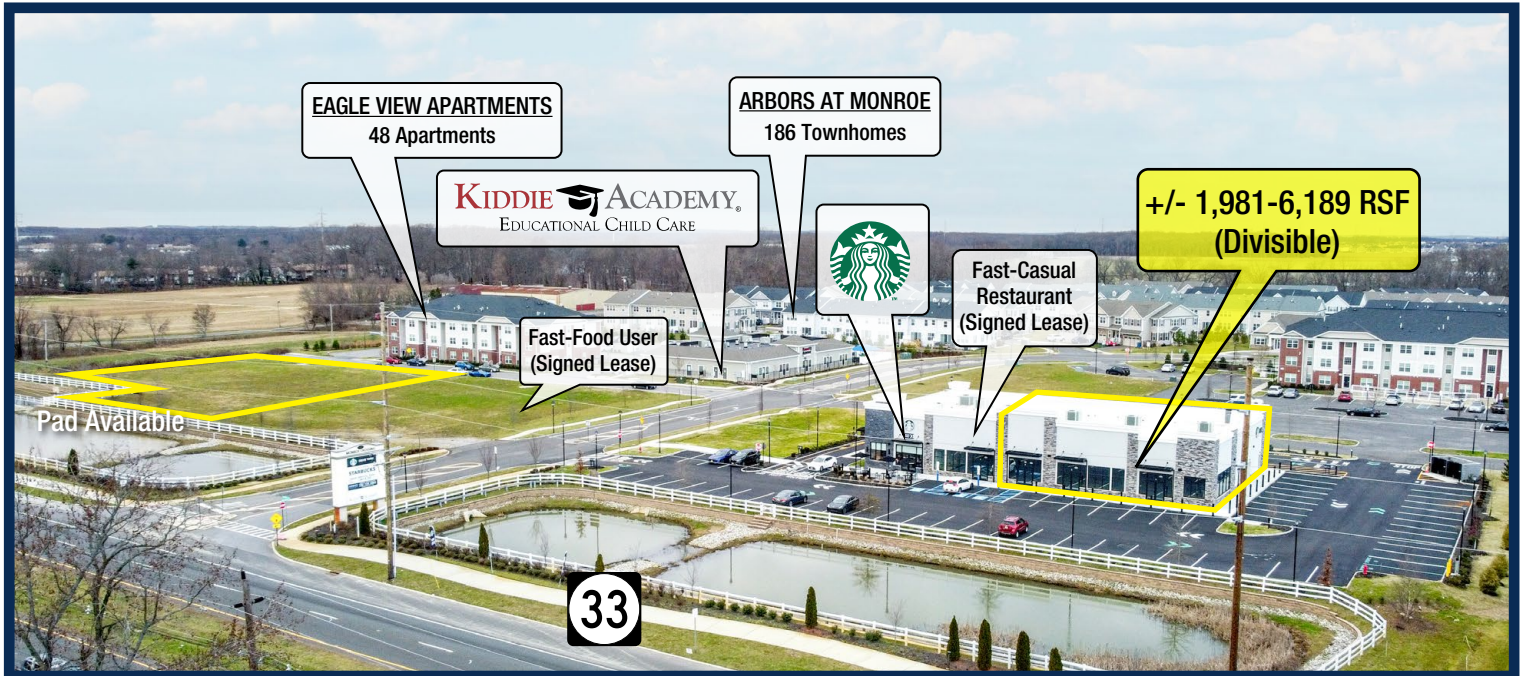 EAGLE VIEW APARTMENTS
48 Apartments
ARBORS AT MONROE
186 Townhomes
KIDDIE ACADEMY®
EDUCATIONAL CHILD CARE
+/- 1,981-6,189 RSF
(Divisible)
Fast-Casual
Restaurant
(Signed Lease)
Fast-Food User
(Signed Lease)
Pad Available
STARBUCKS
33